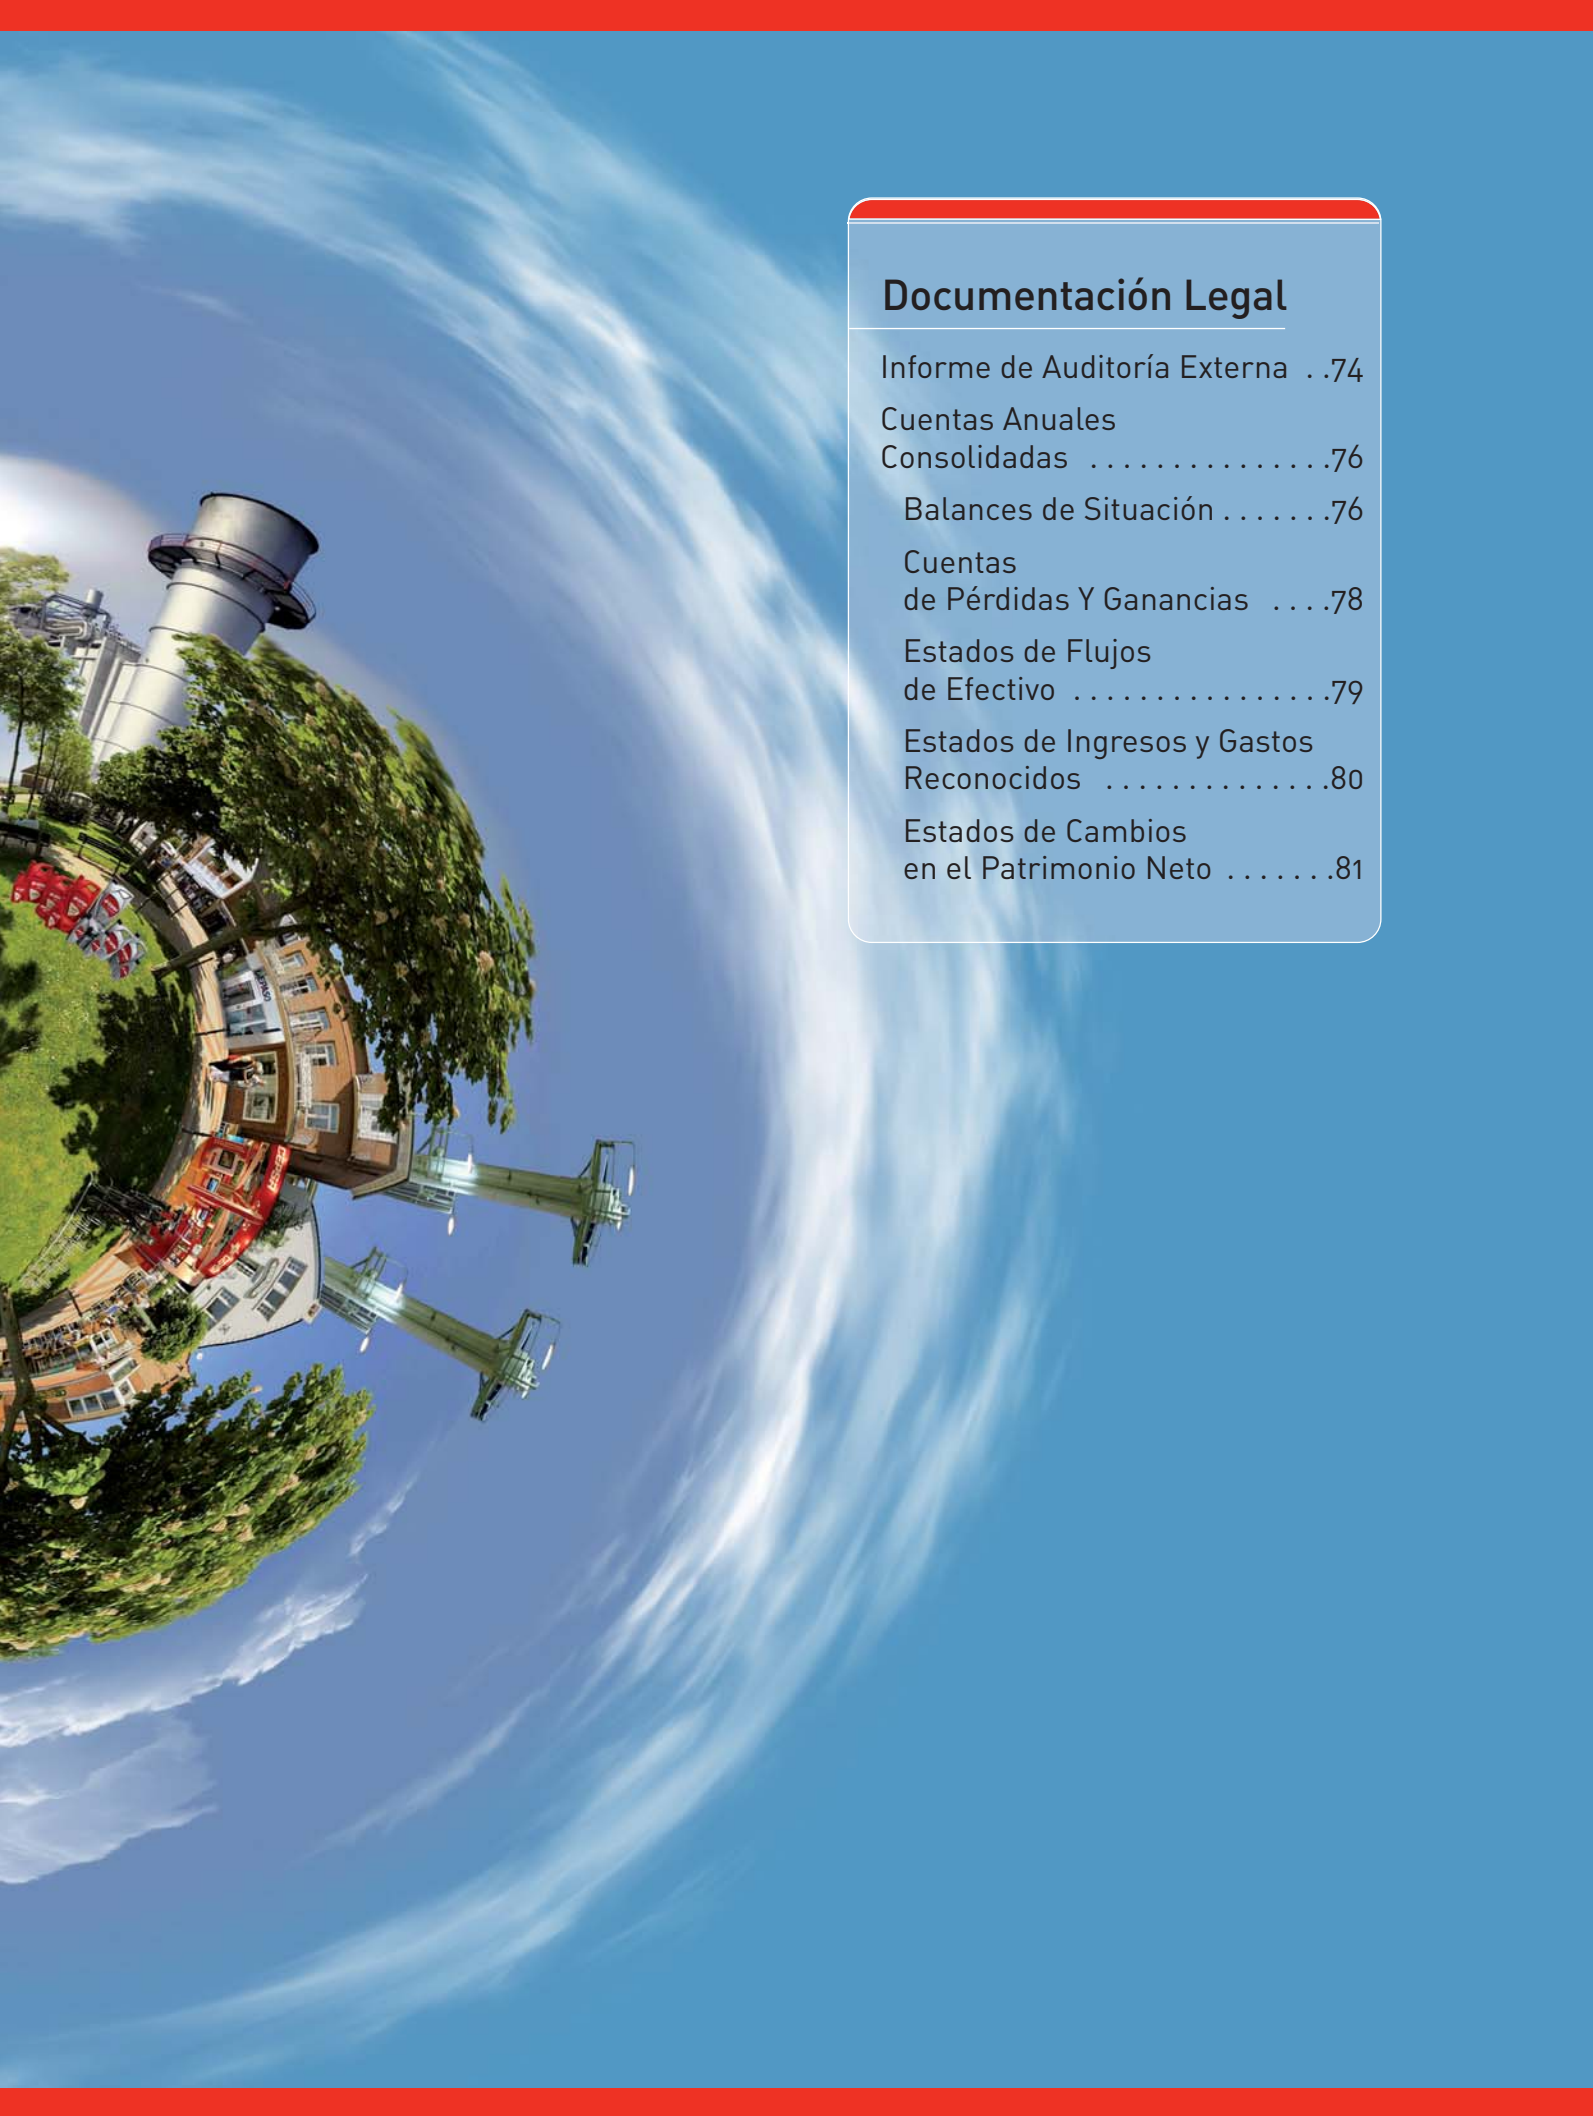 Documentación Legal
Informe de Auditoría Externa . .74
Cuentas Anuales
Consolidadas . . . . . . . . . . . . . . .76
Balances de Situación . . . . . . .76
Cuentas
de Pérdidas Y Ganancias . . . .78
Estados de Flujos
de Efectivo . . . . . . . . . . . . . . . .79
Estados de Ingresos y Gastos
Reconocidos . . . . . . . . . . . . . .80
Estados de Cambios
en el Patrimonio Neto . . . . . . .81
CEPSA